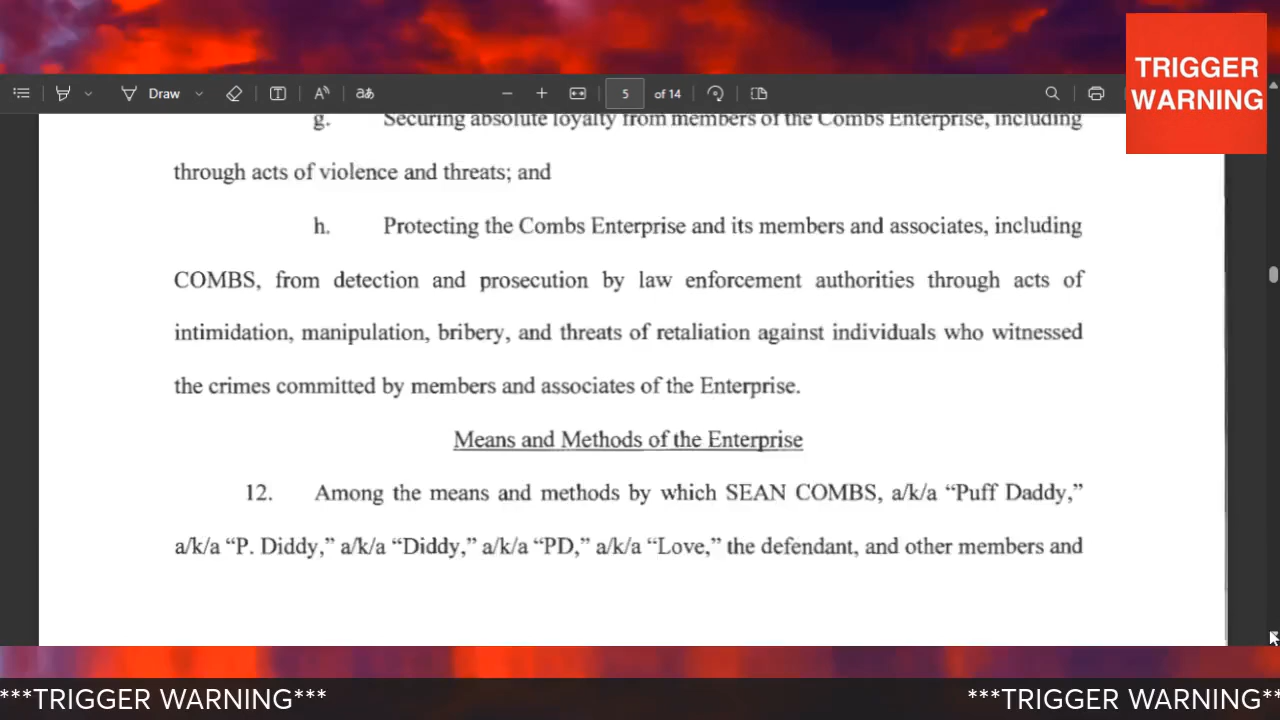 TRIGGER
WARNING
Draw
5 of 14
g. Securing absolute loyalty from members of the Combs Enterprise, including
through acts of violence and threats; and
h. Protecting the Combs Enterprise and its members and associates, including
COMBS, from detection and prosecution by law enforcement authorities through acts of
intimidation, manipulation, bribery, and threats of retaliation against individuals who witnessed
the crimes committed by members and associates of the Enterprise.
Means and Methods of the Enterprise
12. Among the means and methods by which SEAN COMBS, a/k/a “Puff Daddy,”
a/k/a “P. Diddy,” a/k/a “Diddy,” a/k/a “PD,” a/k/a “Love,” the defendant, and other members and
***TRIGGER WARNING*** ***TRIGGER WARNING**